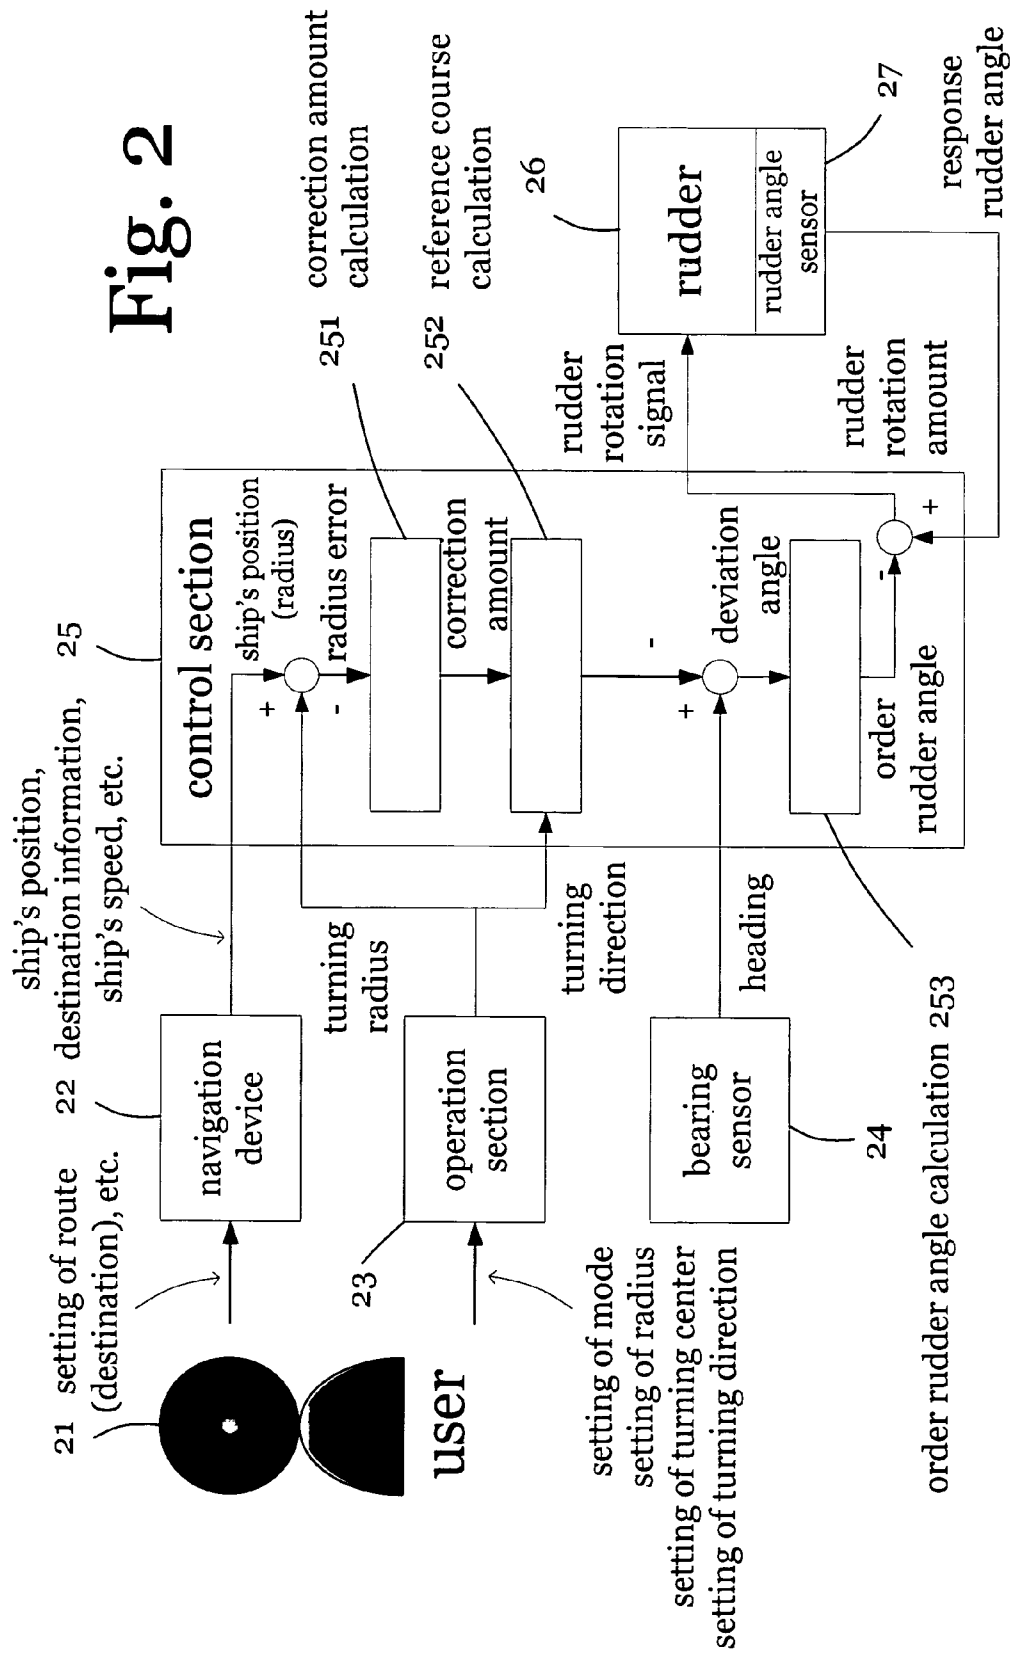 Fig. 2
21
setting of route
(destination), etc.
22
ship's position,
destination information,
ship's speed, etc.
25
control section
ship's position
(radius)
+
-
radius error
251
correction amount
calculation
correction
amount
252
reference course
calculation
navigation
device
turning
radius
user
23
operation
section
turning
direction
setting of mode
setting of radius
setting of turning center
setting of turning direction
bearing
sensor
24
heading
+
-
deviation
angle
order
rudder angle
-
+
order rudder angle calculation 253
rudder
rotation
signal
26
rudder
rudder angle
sensor
27
rudder
rotation
amount
response
rudder angle